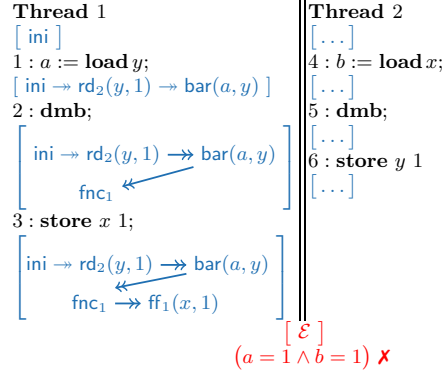 Thread 1
[ ini ]
1 : a := load y;
[ ini ↠ rd₂(y, 1) ↠ bar(a, y) ]
2 : dmb;
ini ↠ rd₂(y, 1) ↠ bar(a, y)
fnc₁
3 : store x 1;
ini ↠ rd₂(y, 1) ↠ bar(a, y)
fnc₁ ↠ ff₁(x, 1)
Thread 2
[ . . . ]
4 : b := load x;
[ . . . ]
5 : dmb;
[ . . . ]
6 : store y 1
[ . . . ]
[ ℰ ]
(a = 1 ∧ b = 1) ✗